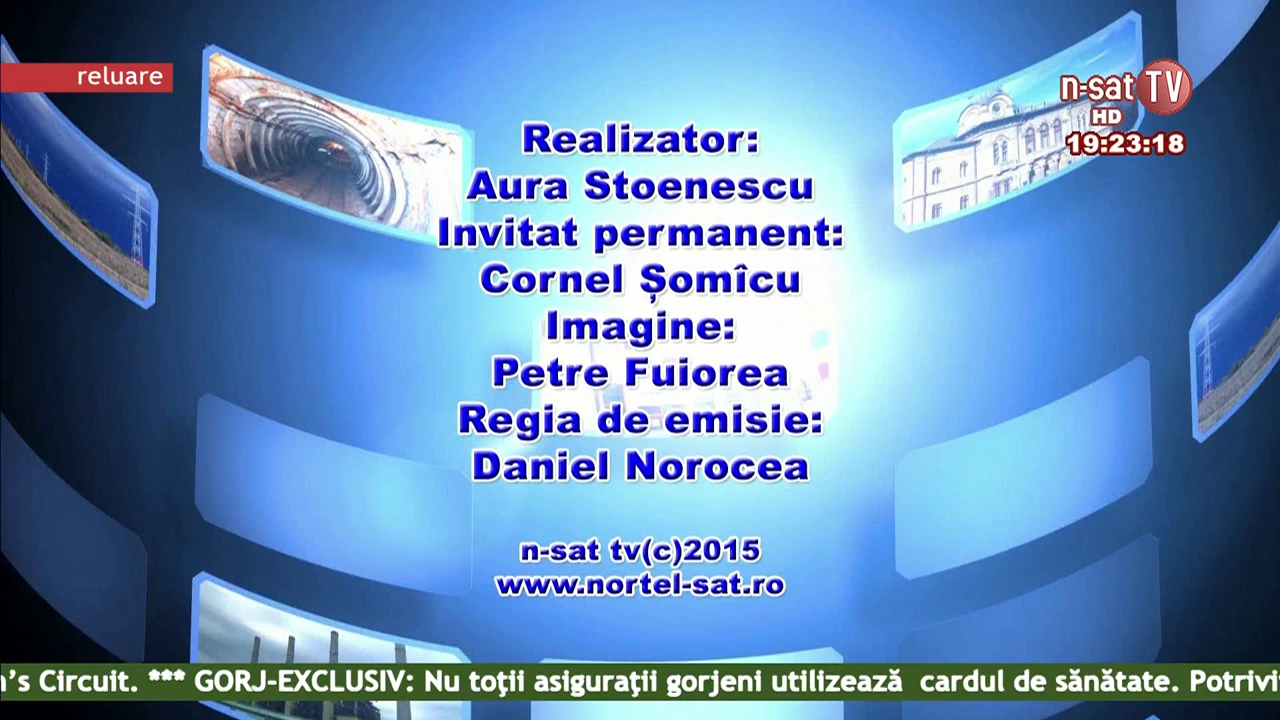 reluare
n-sat TV
HD
19:23:18
Realizator:
Aura Stoenescu
Invitat permanent:
Cornel Șomîcu
Imagine:
Petre Fuiorea
Regia de emisie:
Daniel Norocea
n-sat tv(c)2015
www.nortel-sat.ro
's Circuit. *** GORJ-EXCLUSIV: Nu toţii asiguraţii gorjeni utilizează cardul de sănătate.